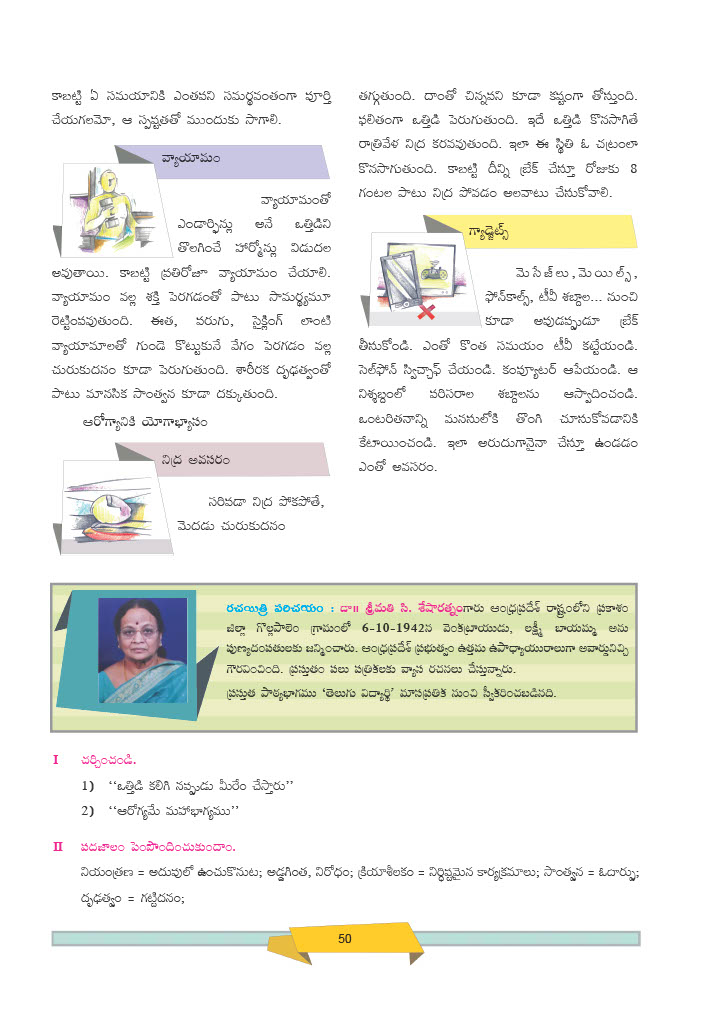 కాబట్టి ఏ సమయానికి ఎంతవని సమర్థవంతంగా పూర్తి
చేయగలమో, ఆ స్పష్టతతో ముందుకు సాగాలి.
వ్యాయామం
వ్యాయామంతో
ఎండార్ఫిన్లు అనే ఒత్తిడిని
తొలగించే హార్మోన్లు విడుదల
అవుతాయి. కాబట్టి ప్రతిరోజూ వ్యాయామం చేయాలి.
వ్యాయామం వల్ల శక్తి పెరగడంతో పాటు సామర్థ్యమూ
రెట్టింపవుతుంది. ఈత, పరుగు, సైక్లింగ్ లాంటి
వ్యాయామాలతో గుండె కొట్టుకునే వేగం పెరగడం వల్ల
చురుకుదనం కూడా పెరుగుతుంది. శారీరక దృఢత్వంతో
పాటు మానసిక సాంత్వన కూడా దక్కుతుంది.
ఆరోగ్యానికి యోగాభ్యాసం
నిద్ర అవసరం
సరిపడా నిద్ర పోకపోతే,
మెదడు చురుకుదనం
తగ్గుతుంది. దాంతో చిన్నవని కూడా కష్టంగా తోస్తుంది.
ఫలితంగా ఒత్తిడి పెరుగుతుంది. ఇదే ఒత్తిడి కొనసాగితే
రాత్రివేళ నిద్ర కరవవుతుంది. ఇలా ఈ స్థితి ఓ చట్రంలా
కొనసాగుతుంది. కాబట్టి దీన్ని బ్రేక్ చేస్తూ రోజుకు 8
గంటల పాటు నిద్ర పోవడం అలవాటు చేసుకోవాలి.
గ్యాడ్జెట్స్
మెసేజ్‌లు, మెయిల్స్,
ఫోన్‌కాల్స్, టీవీ శబ్దాల... నుంచి
కూడా అపుడప్పుడూ బ్రేక్
తీసుకోండి. ఎంతో కొంత సమయం టీవీ కట్టేయండి.
సెల్‌ఫోన్ స్విచ్చాఫ్ చేయండి. కంప్యూటర్ ఆపేయండి. ఆ
నిశ్శబ్దంలో పరిసరాల శబ్దాలను ఆస్వాదించండి.
ఒంటరితనాన్ని మనసులోకి తొంగి చూసుకోవడానికి
కేటాయించండి. ఇలా అరుదుగానైనా చేస్తూ ఉండడం
ఎంతో అవసరం.
రచయిత్రి పరిచయం : డా॥ శ్రీమతి సి. శేషారత్నంగారు ఆంధ్రప్రదేశ్ రాష్ట్రంలోని ప్రకాశం
జిల్లా గొల్లపాలెం గ్రామంలో 6-10-1942న వెంకట్రాయుడు, లక్ష్మీ బాయమ్మ అను
పుణ్యదంపతులకు జన్మించారు. ఆంధ్రప్రదేశ్ ప్రభుత్వం ఉత్తమ ఉపాధ్యాయురాలుగా అవార్డునిచ్చి
గౌరవించింది. ప్రస్తుతం పలు పత్రికలకు వ్యాస రచనలు చేస్తున్నారు.
ప్రస్తుత పాఠ్యభాగము ‘తెలుగు విద్యార్థి’ మాసపత్రిక నుంచి స్వీకరించబడినది.
I చర్చించండి.
1) ‘‘ఒత్తిడి కలిగి నప్పుడు మీరేం చేస్తారు’’
2) ‘‘ఆరోగ్యమే మహాభాగ్యము’’
II పదజాలం పెంపొందించుకుందాం.
నియంత్రణ = అదుపులో ఉంచుకొనుట; అడ్డగింత, నిరోధం; క్రియాశీలకం = నిర్దిష్టమైన కార్యక్రమాలు; సాంత్వన = ఓదార్పు;
దృఢత్వం = గట్టిదనం;
50